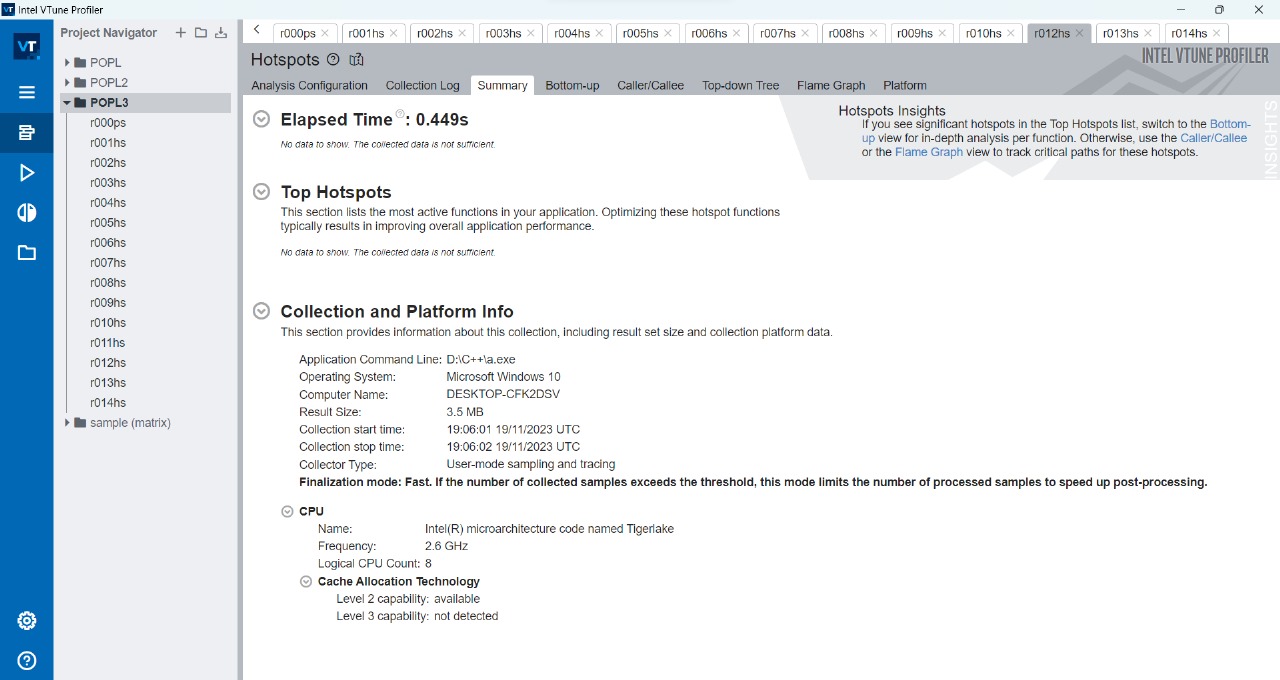 VT Intel VTune Profiler
VT
Project Navigator
POPL
POPL2
POPL3
r000ps
r001hs
r002hs
r003hs
r004hs
r005hs
r006hs
r007hs
r008hs
r009hs
r010hs
r011hs
r012hs
r013hs
r014hs
sample (matrix)
r000ps r001hs r002hs r003hs r004hs r005hs r006hs r007hs r008hs r009hs r010hs r012hs r013hs r014hs
Hotspots
INTEL VTUNE PROFILER
Analysis Configuration Collection Log Summary Bottom-up Caller/Callee Top-down Tree Flame Graph Platform
Hotspots Insights
If you see significant hotspots in the Top Hotspots list, switch to the Bottom-
up view for in-depth analysis per function. Otherwise, use the Caller/Callee
or the Flame Graph view to track critical paths for these hotspots.
INSIGHTS
Elapsed Time : 0.449s
No data to show. The collected data is not sufficient.
Top Hotspots
This section lists the most active functions in your application. Optimizing these hotspot functions
typically results in improving overall application performance.
No data to show. The collected data is not sufficient.
Collection and Platform Info
This section provides information about this collection, including result set size and collection platform data.
Application Command Line: D:\C++\a.exe
Operating System: Microsoft Windows 10
Computer Name: DESKTOP-CFK2DSV
Result Size: 3.5 MB
Collection start time: 19:06:01 19/11/2023 UTC
Collection stop time: 19:06:02 19/11/2023 UTC
Collector Type: User-mode sampling and tracing
Finalization mode: Fast. If the number of collected samples exceeds the threshold, this mode limits the number of processed samples to speed up post-processing.
CPU
Name: Intel(R) microarchitecture code named Tigerlake
Frequency: 2.6 GHz
Logical CPU Count: 8
Cache Allocation Technology
Level 2 capability: available
Level 3 capability: not detected